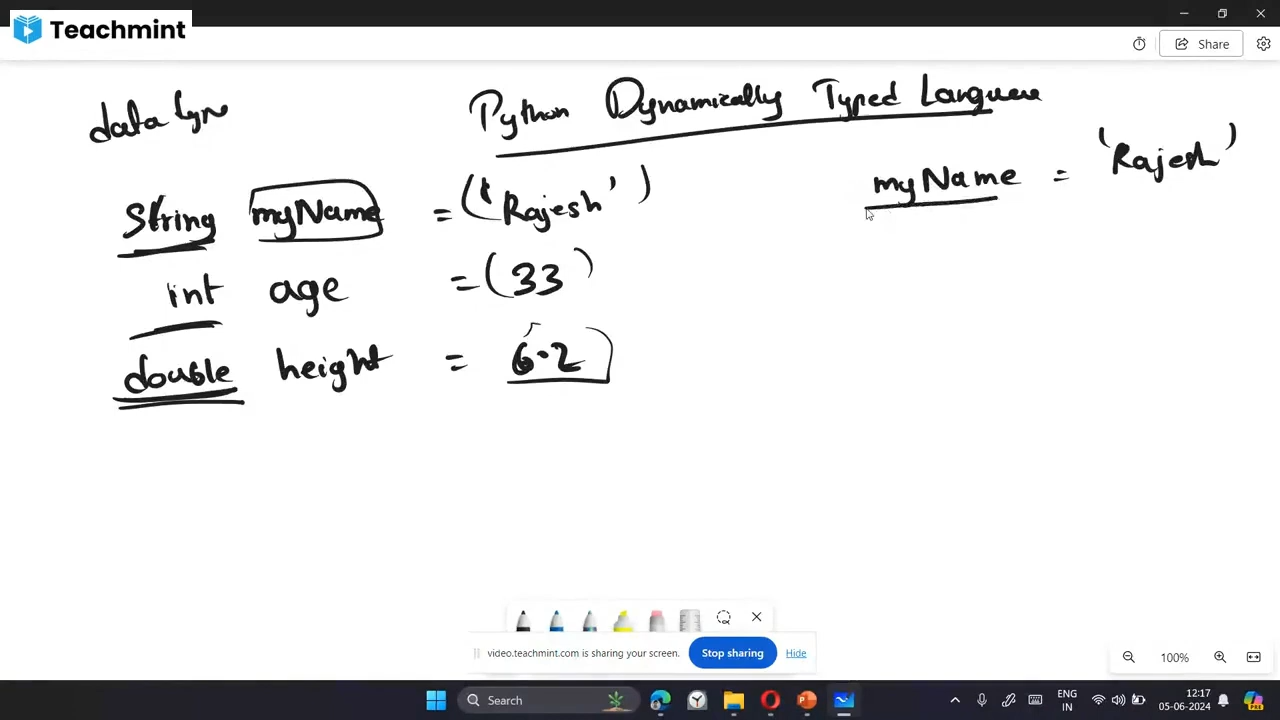 Teachmint
Share
data type
Python Dynamically Typed Language
myName = 'Rajesh'
String myName = ('Rajesh')
int age = (33)
double height = 6.2
video.teachmint.com is sharing your screen. Stop sharing Hide
100%
Search
ENG
IN
12:17
05-06-2024